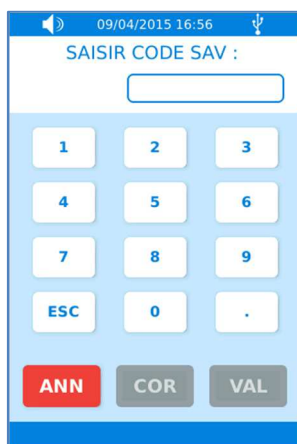 09/04/2015 16:56
SAISIR CODE SAV :
1 2 3
4 5 6
7 8 9
ESC 0 .
ANN COR VAL